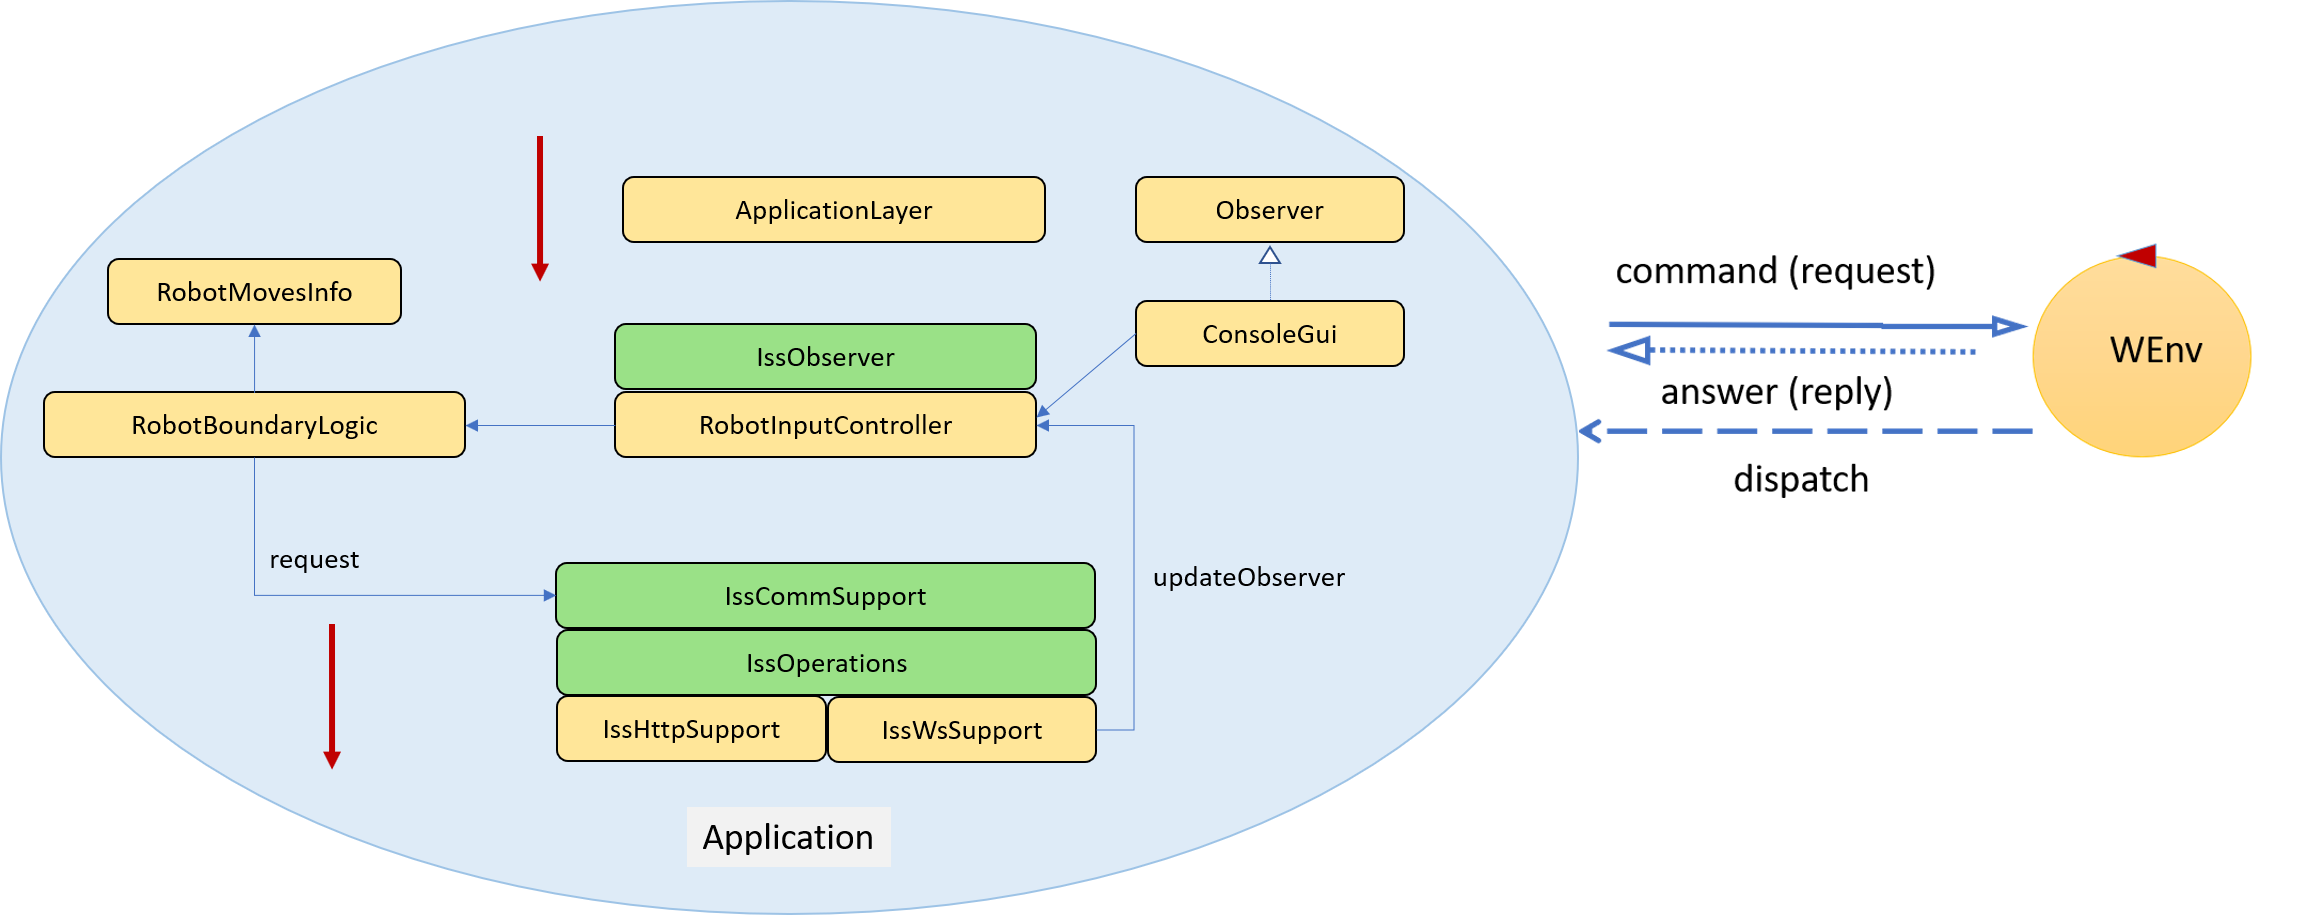 ApplicationLayer
Observer
RobotMovesInfo
IssObserver
ConsoleGui
RobotBoundaryLogic
RobotInputController
request
updateObserver
IssCommSupport
IssOperations
IssHttpSupport
IssWsSupport
Application
command (request)
answer (reply)
dispatch
WEnv